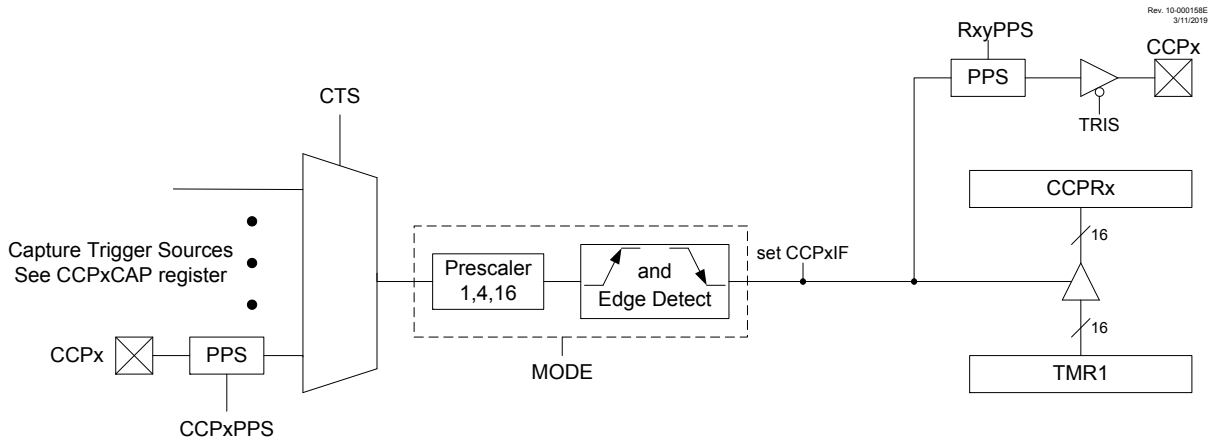 Rev. 10-000158E
3/11/2019
RxyPPS
CCPx
PPS
TRIS
CTS
CCPRx
16
Capture Trigger Sources
See CCPxCAP register
Prescaler
1,4,16
and
Edge Detect
set CCPxIF
16
CCPx
PPS
MODE
TMR1
CCPxPPS